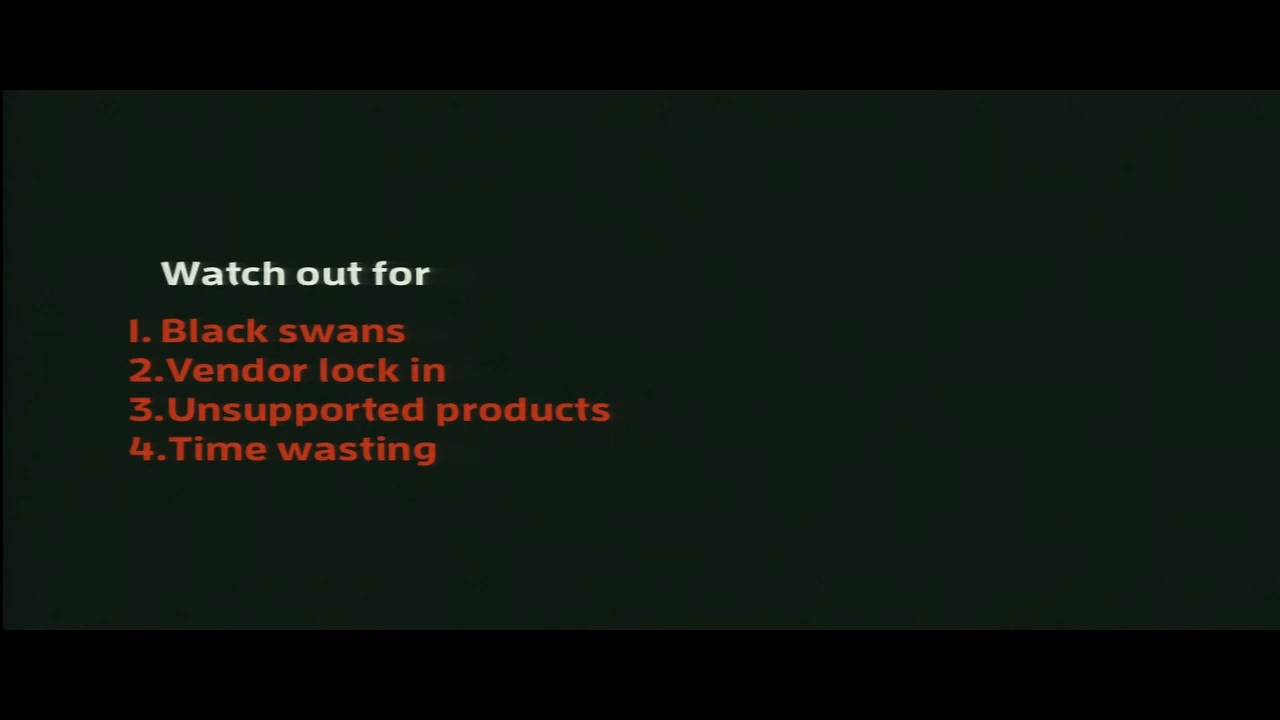 Watch out for
1. Black swans
2.Vendor lock in
3.Unsupported products
4.Time wasting